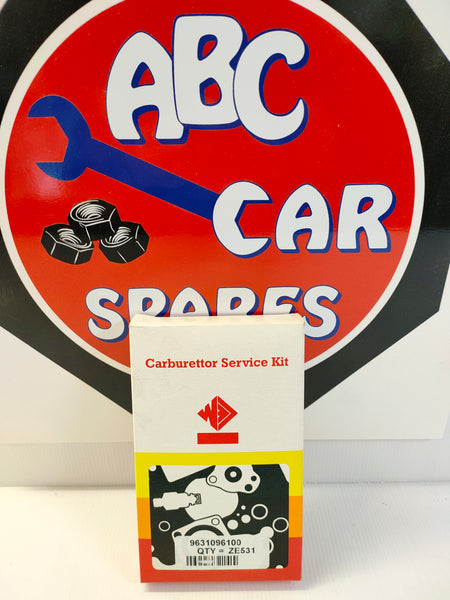 ABC
CAR
SPARES
Carburettor Service Kit
9631096100
QTY = ZE531